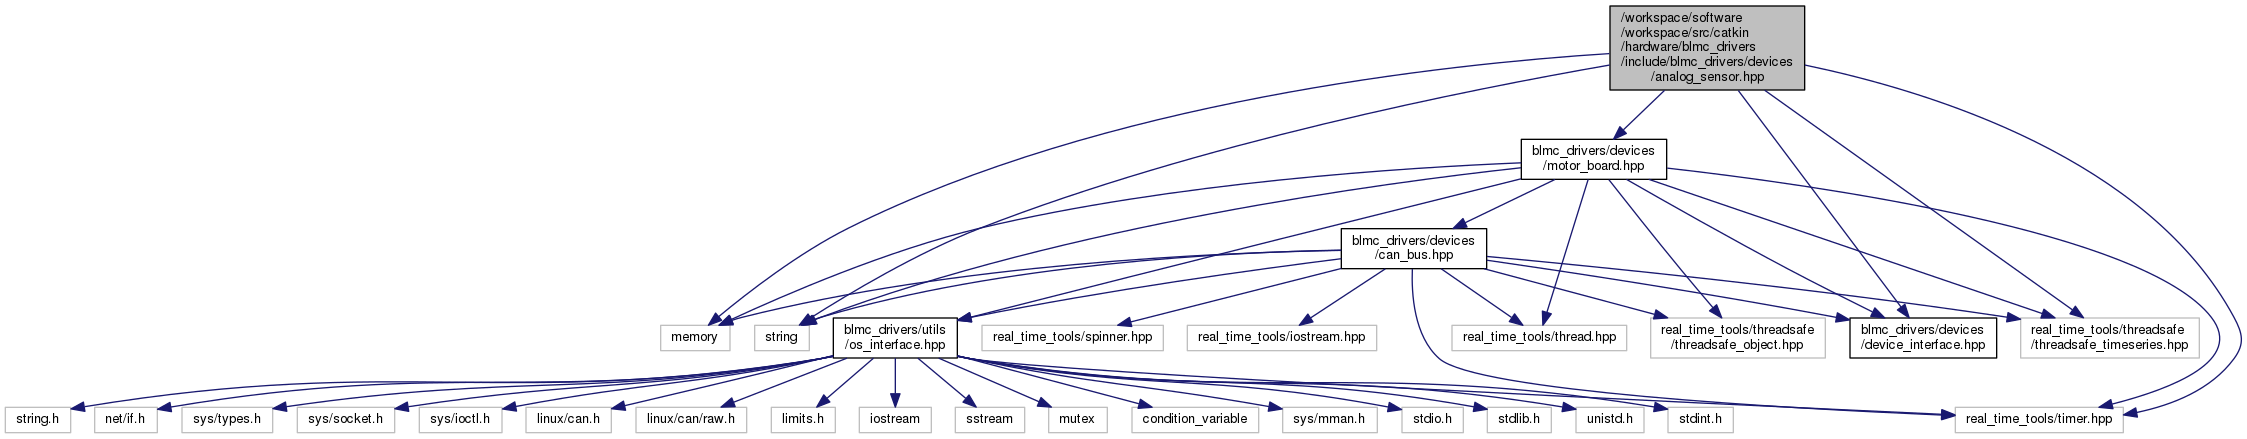 /workspace/software
/workspace/src/catkin
/hardware/blmc_drivers
/include/blmc_drivers/devices
/analog_sensor.hpp
blmc_drivers/devices
/motor_board.hpp
blmc_drivers/devices
/can_bus.hpp
memory
string
blmc_drivers/utils
/os_interface.hpp
real_time_tools/spinner.hpp
real_time_tools/iostream.hpp
real_time_tools/thread.hpp
real_time_tools/threadsafe
/threadsafe_object.hpp
blmc_drivers/devices
/device_interface.hpp
real_time_tools/threadsafe
/threadsafe_timeseries.hpp
string.h
net/if.h
sys/types.h
sys/socket.h
sys/ioctl.h
linux/can.h
linux/can/raw.h
limits.h
iostream
sstream
mutex
condition_variable
sys/mman.h
stdio.h
stdlib.h
unistd.h
stdint.h
real_time_tools/timer.hpp